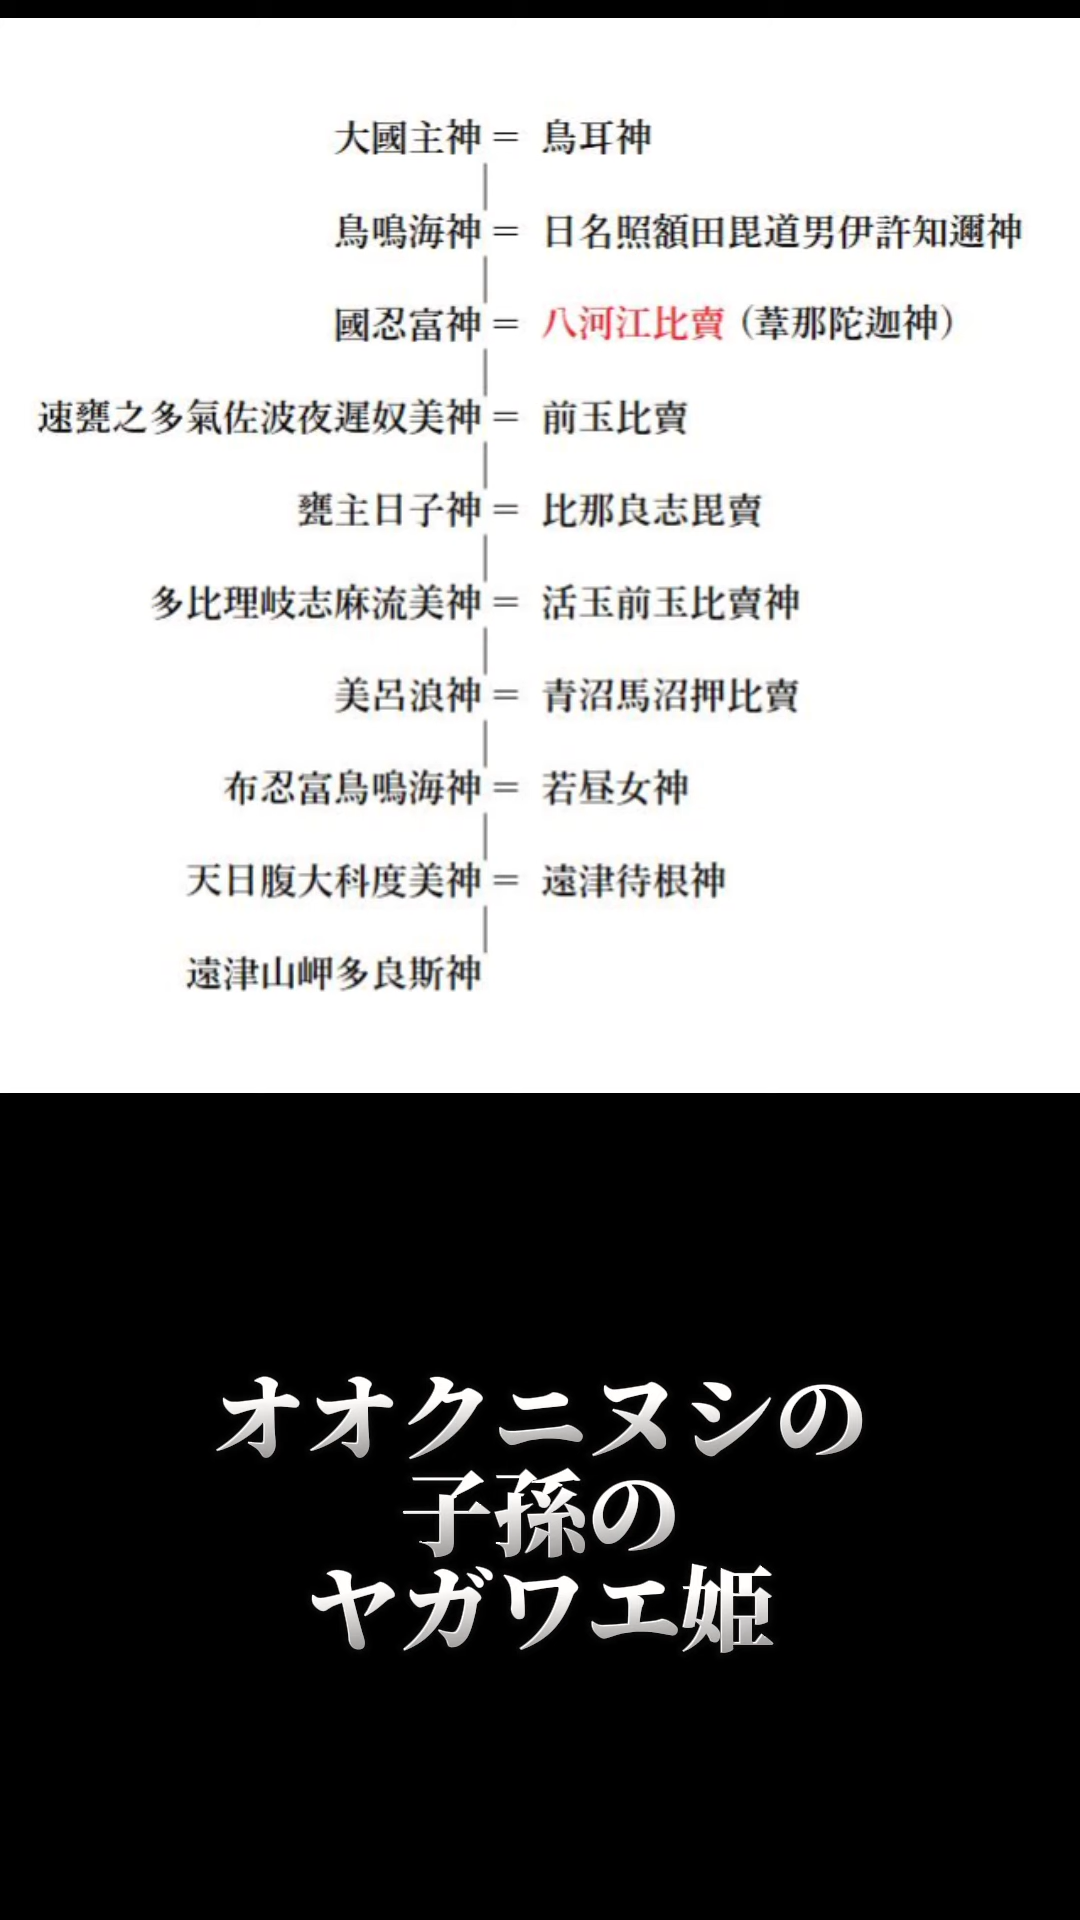 大國主神 = 鳥耳神
鳥鳴海神 = 日名照額田毘道男伊許知邇神
國忍富神 = 八河江比賣（葦那陀迦神）
速甕之多氣佐波夜遅奴美神 = 前玉比賣
甕主日子神 = 比那良志毘賣
多比理岐志麻流美神 = 活玉前玉比賣神
美呂浪神 = 青沼馬沼押比賣
布忍富鳥鳴海神 = 若昼女神
天日腹大科度美神 = 遠津待根神
遠津山岬多良斯神
オオクニヌシの
子孫の
ヤガワエ姫